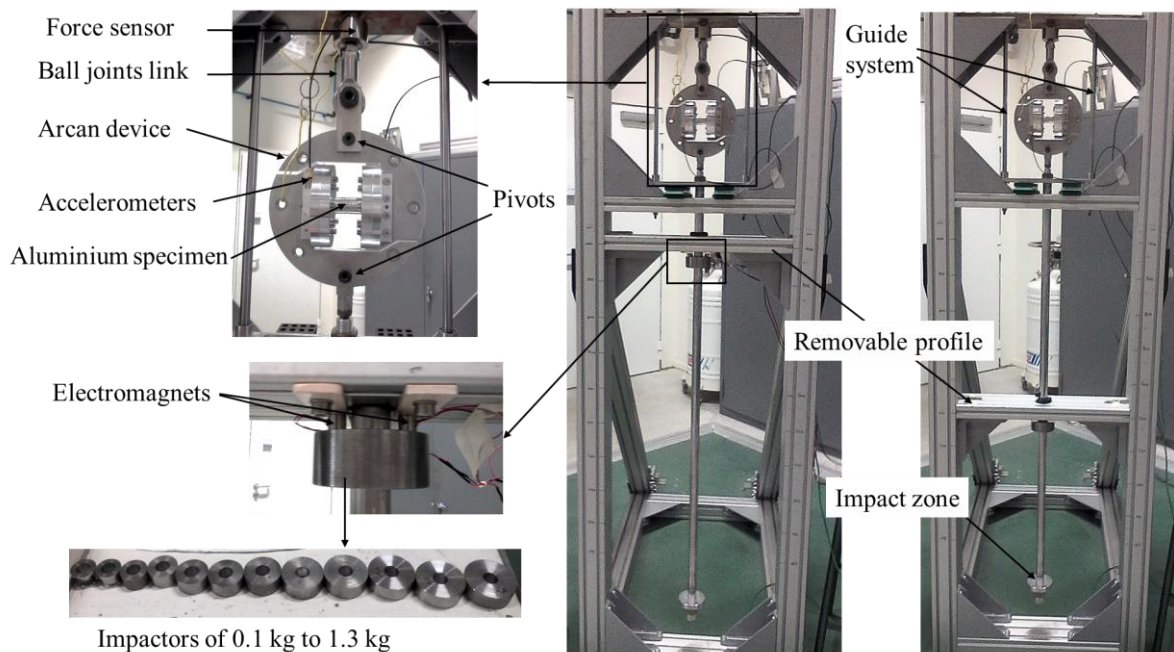 Force sensor
Ball joints link
Arcan device
Accelerometers
Aluminium specimen
Pivots
Electromagnets
Impactors of 0.1 kg to 1.3 kg
Guide
system
Removable profile
Impact zone